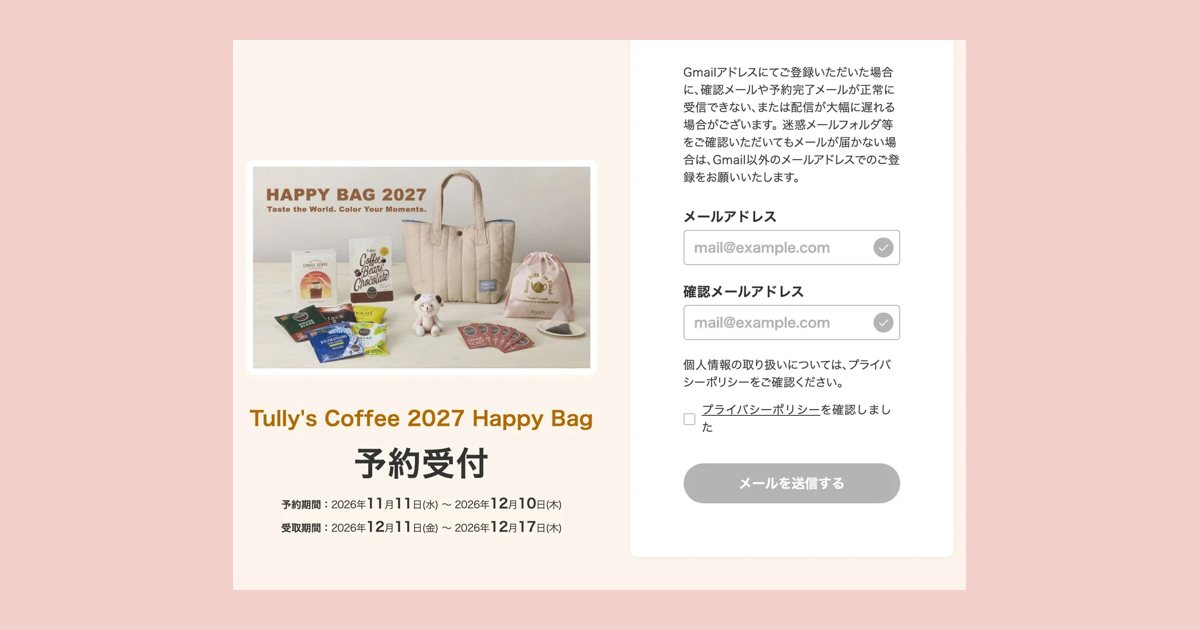 HAPPY BAG 2027
Taste the World. Color Your Moments.
Tully's
Coffee
Beans
Chocolate
Tully's Coffee 2027 Happy Bag
予約受付
予約期間：2026年11月11日(水) 〜 2026年12月10日(木)
受取期間：2026年12月11日(金) 〜 2026年12月17日(木)
Gmailアドレスにてご登録いただいた場合
に、確認メールや予約完了メールが正常に
受信できない、または配信が大幅に遅れる
場合がございます。迷惑メールフォルダ等
をご確認いただいてもメールが届かない場
合は、Gmail以外のメールアドレスでのご登
録をお願いいたします。
メールアドレス
mail@example.com
確認メールアドレス
mail@example.com
個人情報の取り扱いについては、プライバ
シーポリシーをご確認ください。
プライバシーポリシーを確認しまし
た
メールを送信する